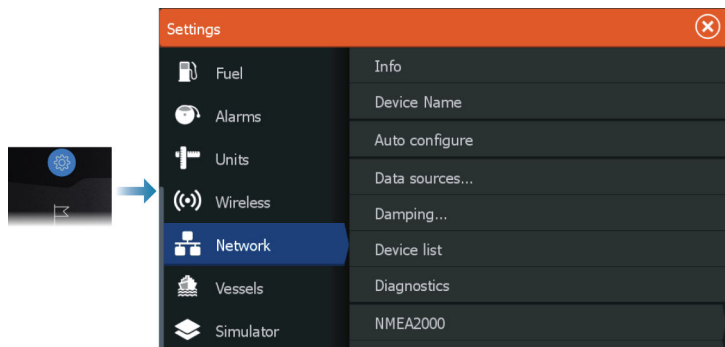 Settings
Fuel
Alarms
Units
Wireless
Network
Vessels
Simulator
Info
Device Name
Auto configure
Data sources...
Damping...
Device list
Diagnostics
NMEA2000